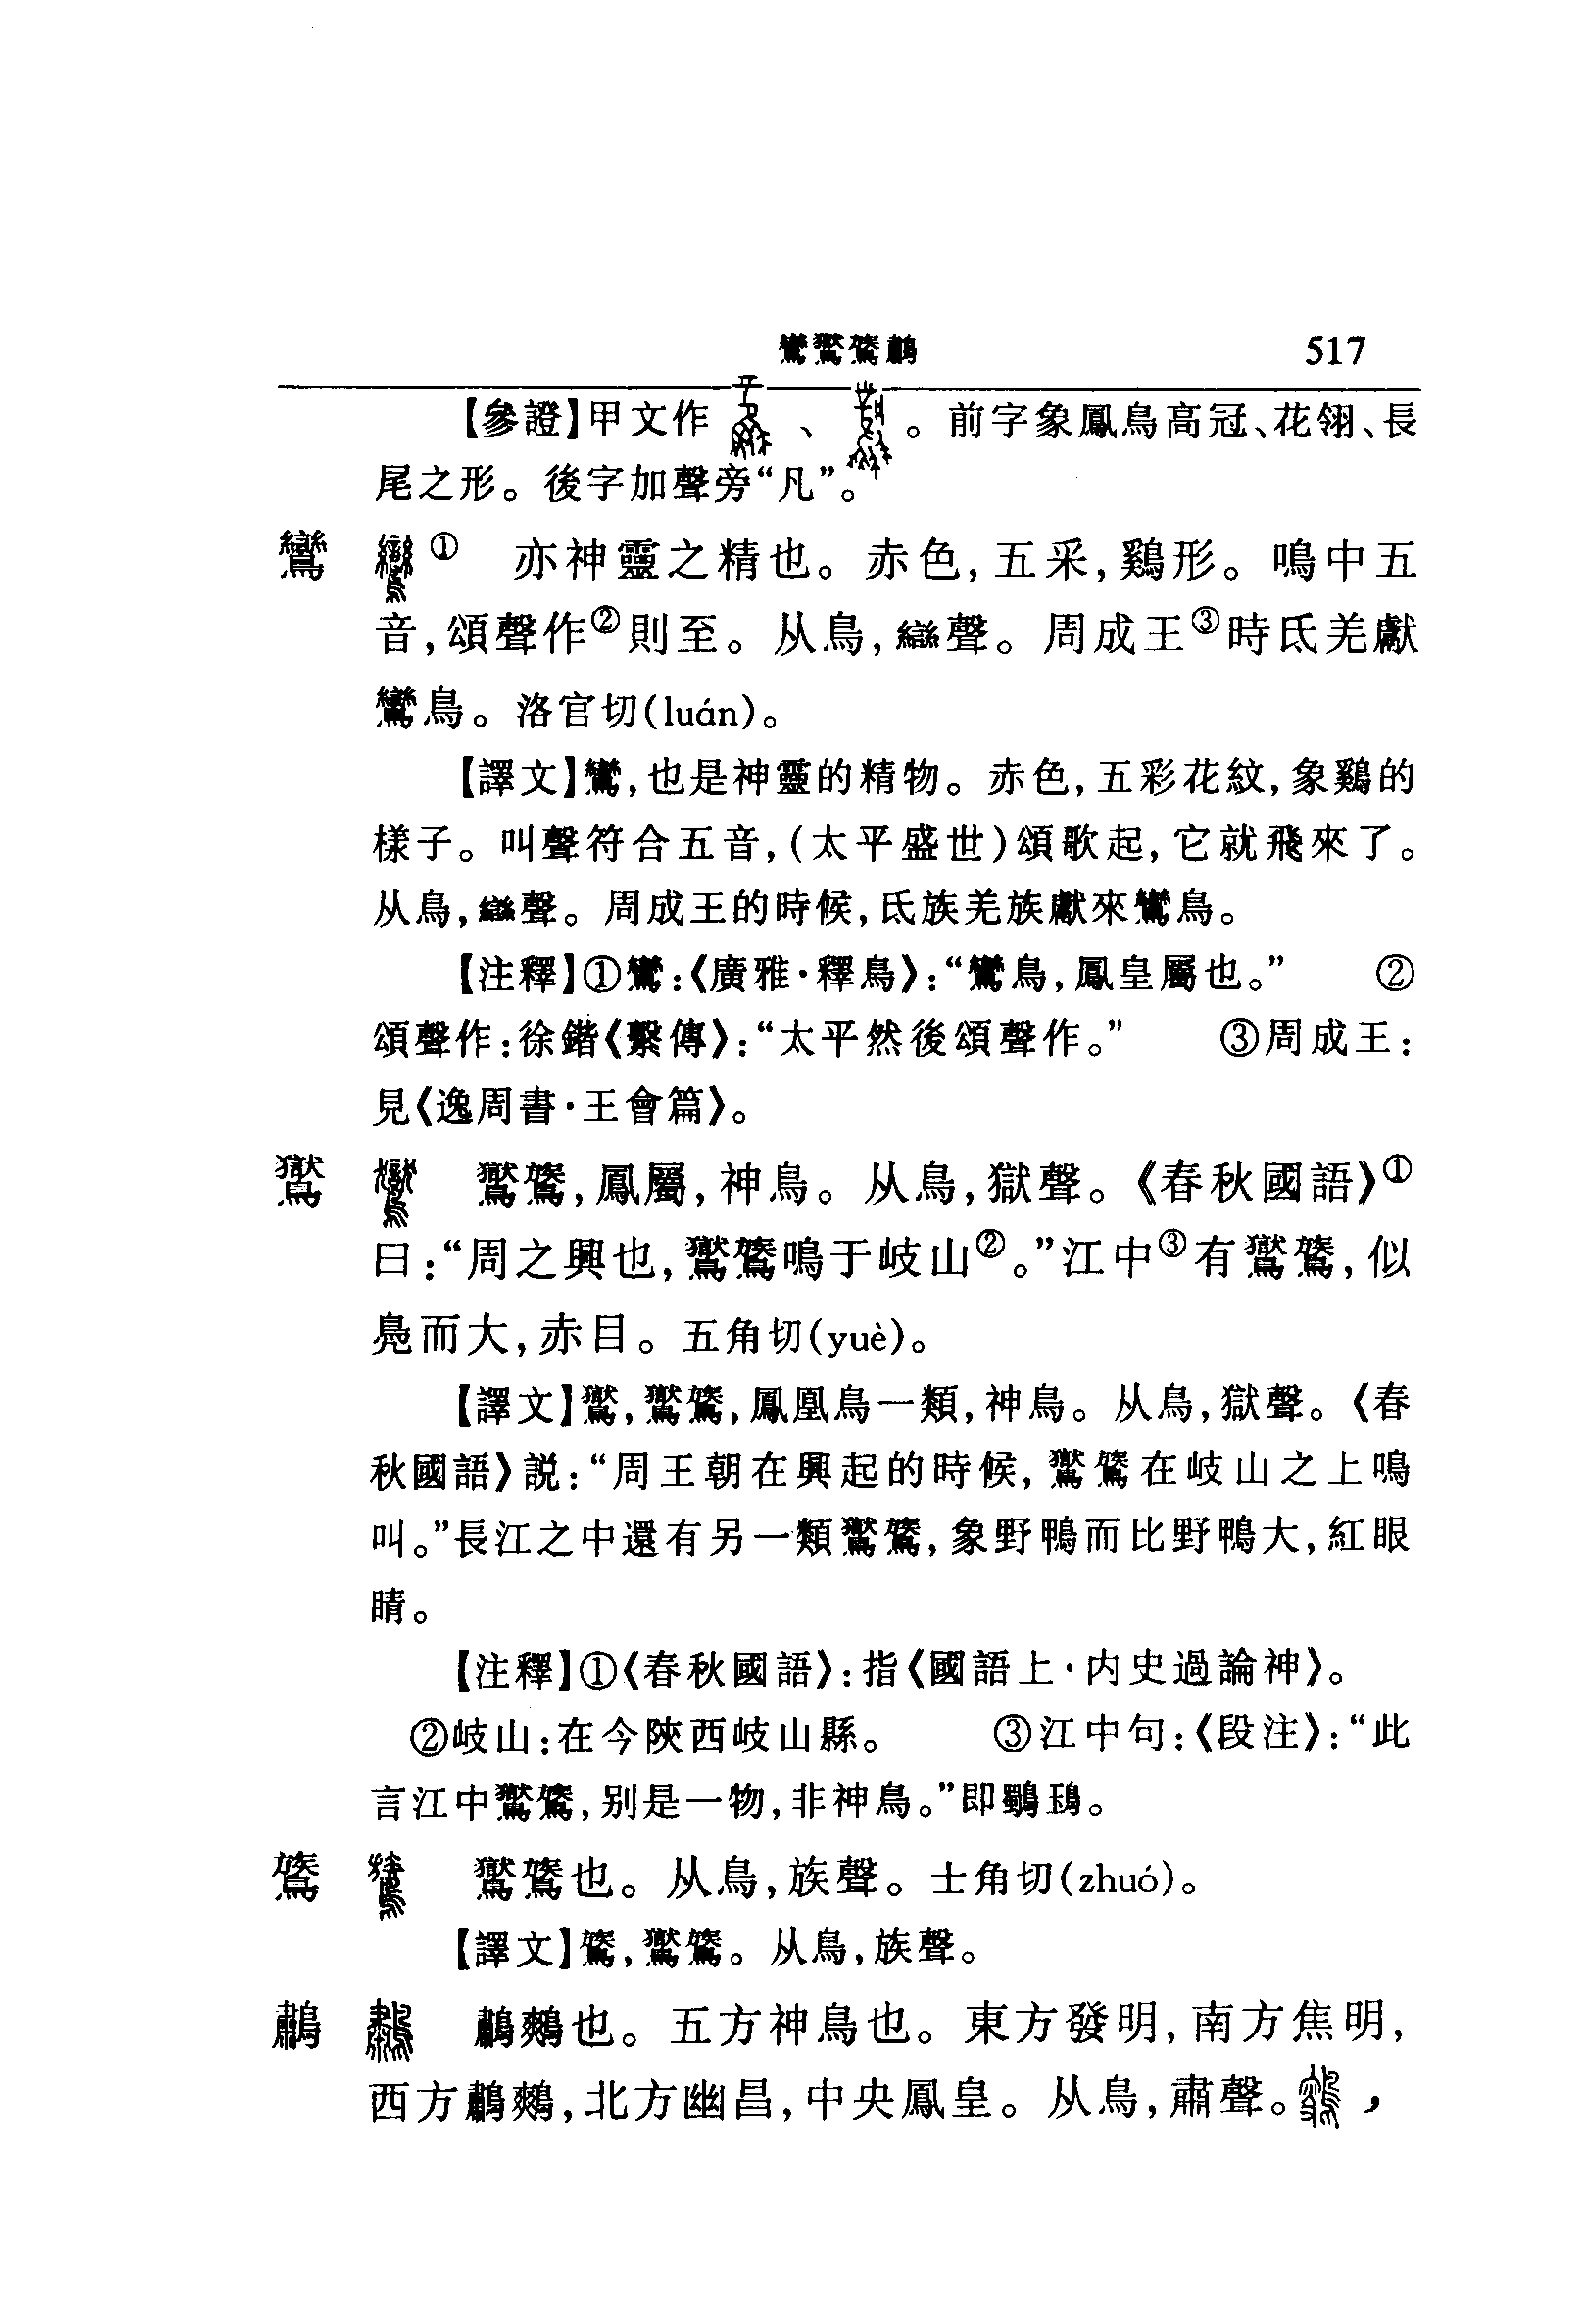 鸞鸑鷟鷫 517
【參證】甲文作 、 。前字象鳳鳥高冠、花翎、長
尾之形。後字加聲旁“凡”。
鸞 ① 亦神靈之精也。赤色,五采,鷄形。鳴中五
音,頌聲作②則至。从鳥,䜌聲。周成王③時氐羌獻
鸞鳥。洛官切(luán)。
【譯文】鸞,也是神靈的精物。赤色,五彩花紋,象鷄的
樣子。叫聲符合五音,(太平盛世)頌歌起,它就飛來了。
从鳥,䜌聲。周成王的時候,氐族羌族獻來鸞鳥。
【注釋】①鸞:《廣雅·釋鳥》:“鸞鳥,鳳皇屬也。” ②
頌聲作:徐鍇《繫傳》:“太平然後頌聲作。” ③周成王:
見《逸周書·王會篇》。
鸑 鸑鷟,鳳屬,神鳥。从鳥,獄聲。《春秋國語》①
曰:“周之興也,鸑鷟鳴于岐山②。”江中③有鸑鷟,似
鳧而大,赤目。五角切(yuè)。
【譯文】鸑,鸑鷟,鳳凰鳥一類,神鳥。从鳥,獄聲。《春
秋國語》説:“周王朝在興起的時候,鸑鷟在岐山之上鳴
叫。”長江之中還有另一類鸑鷟,象野鴨而比野鴨大,紅眼
睛。
【注釋】①《春秋國語》:指《國語上·内史過論神》。
②岐山:在今陝西岐山縣。 ③江中句:《段注》:“此
言江中鸑鷟,别是一物,非神鳥。”即鸀鳿。
鷟 鸑鷟也。从鳥,族聲。士角切(zhuó)。
【譯文】鷟,鸑鷟。从鳥,族聲。
鷫 鷫鷞也。五方神鳥也。東方發明,南方焦明,
西方鷫鷞,北方幽昌,中央鳳皇。从鳥,肅聲。 ,